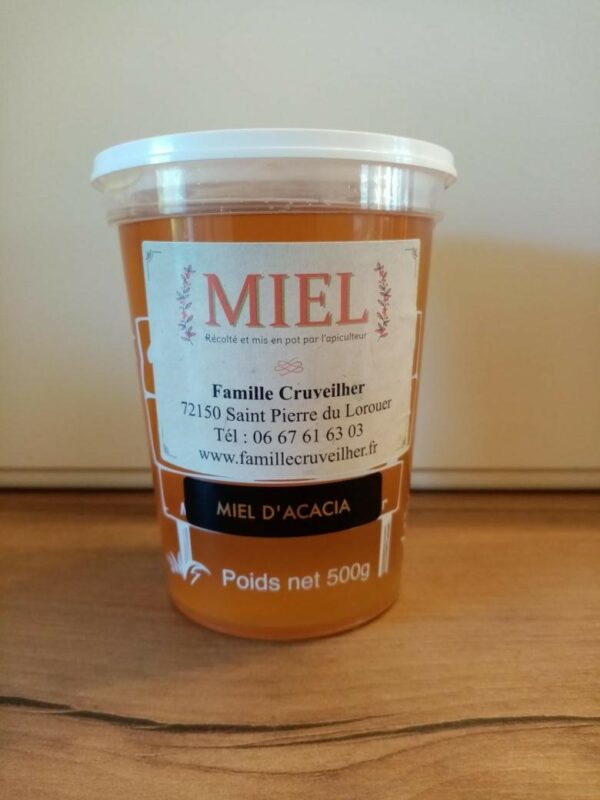 MIEL
Récolté et mis en pot par l'apiculteur
Famille Cruveilher
72150 Saint Pierre du Lorouer
Tél : 06 67 61 63 03
www.famillecruveilher.fr
MIEL D'ACACIA
Poids net 500g